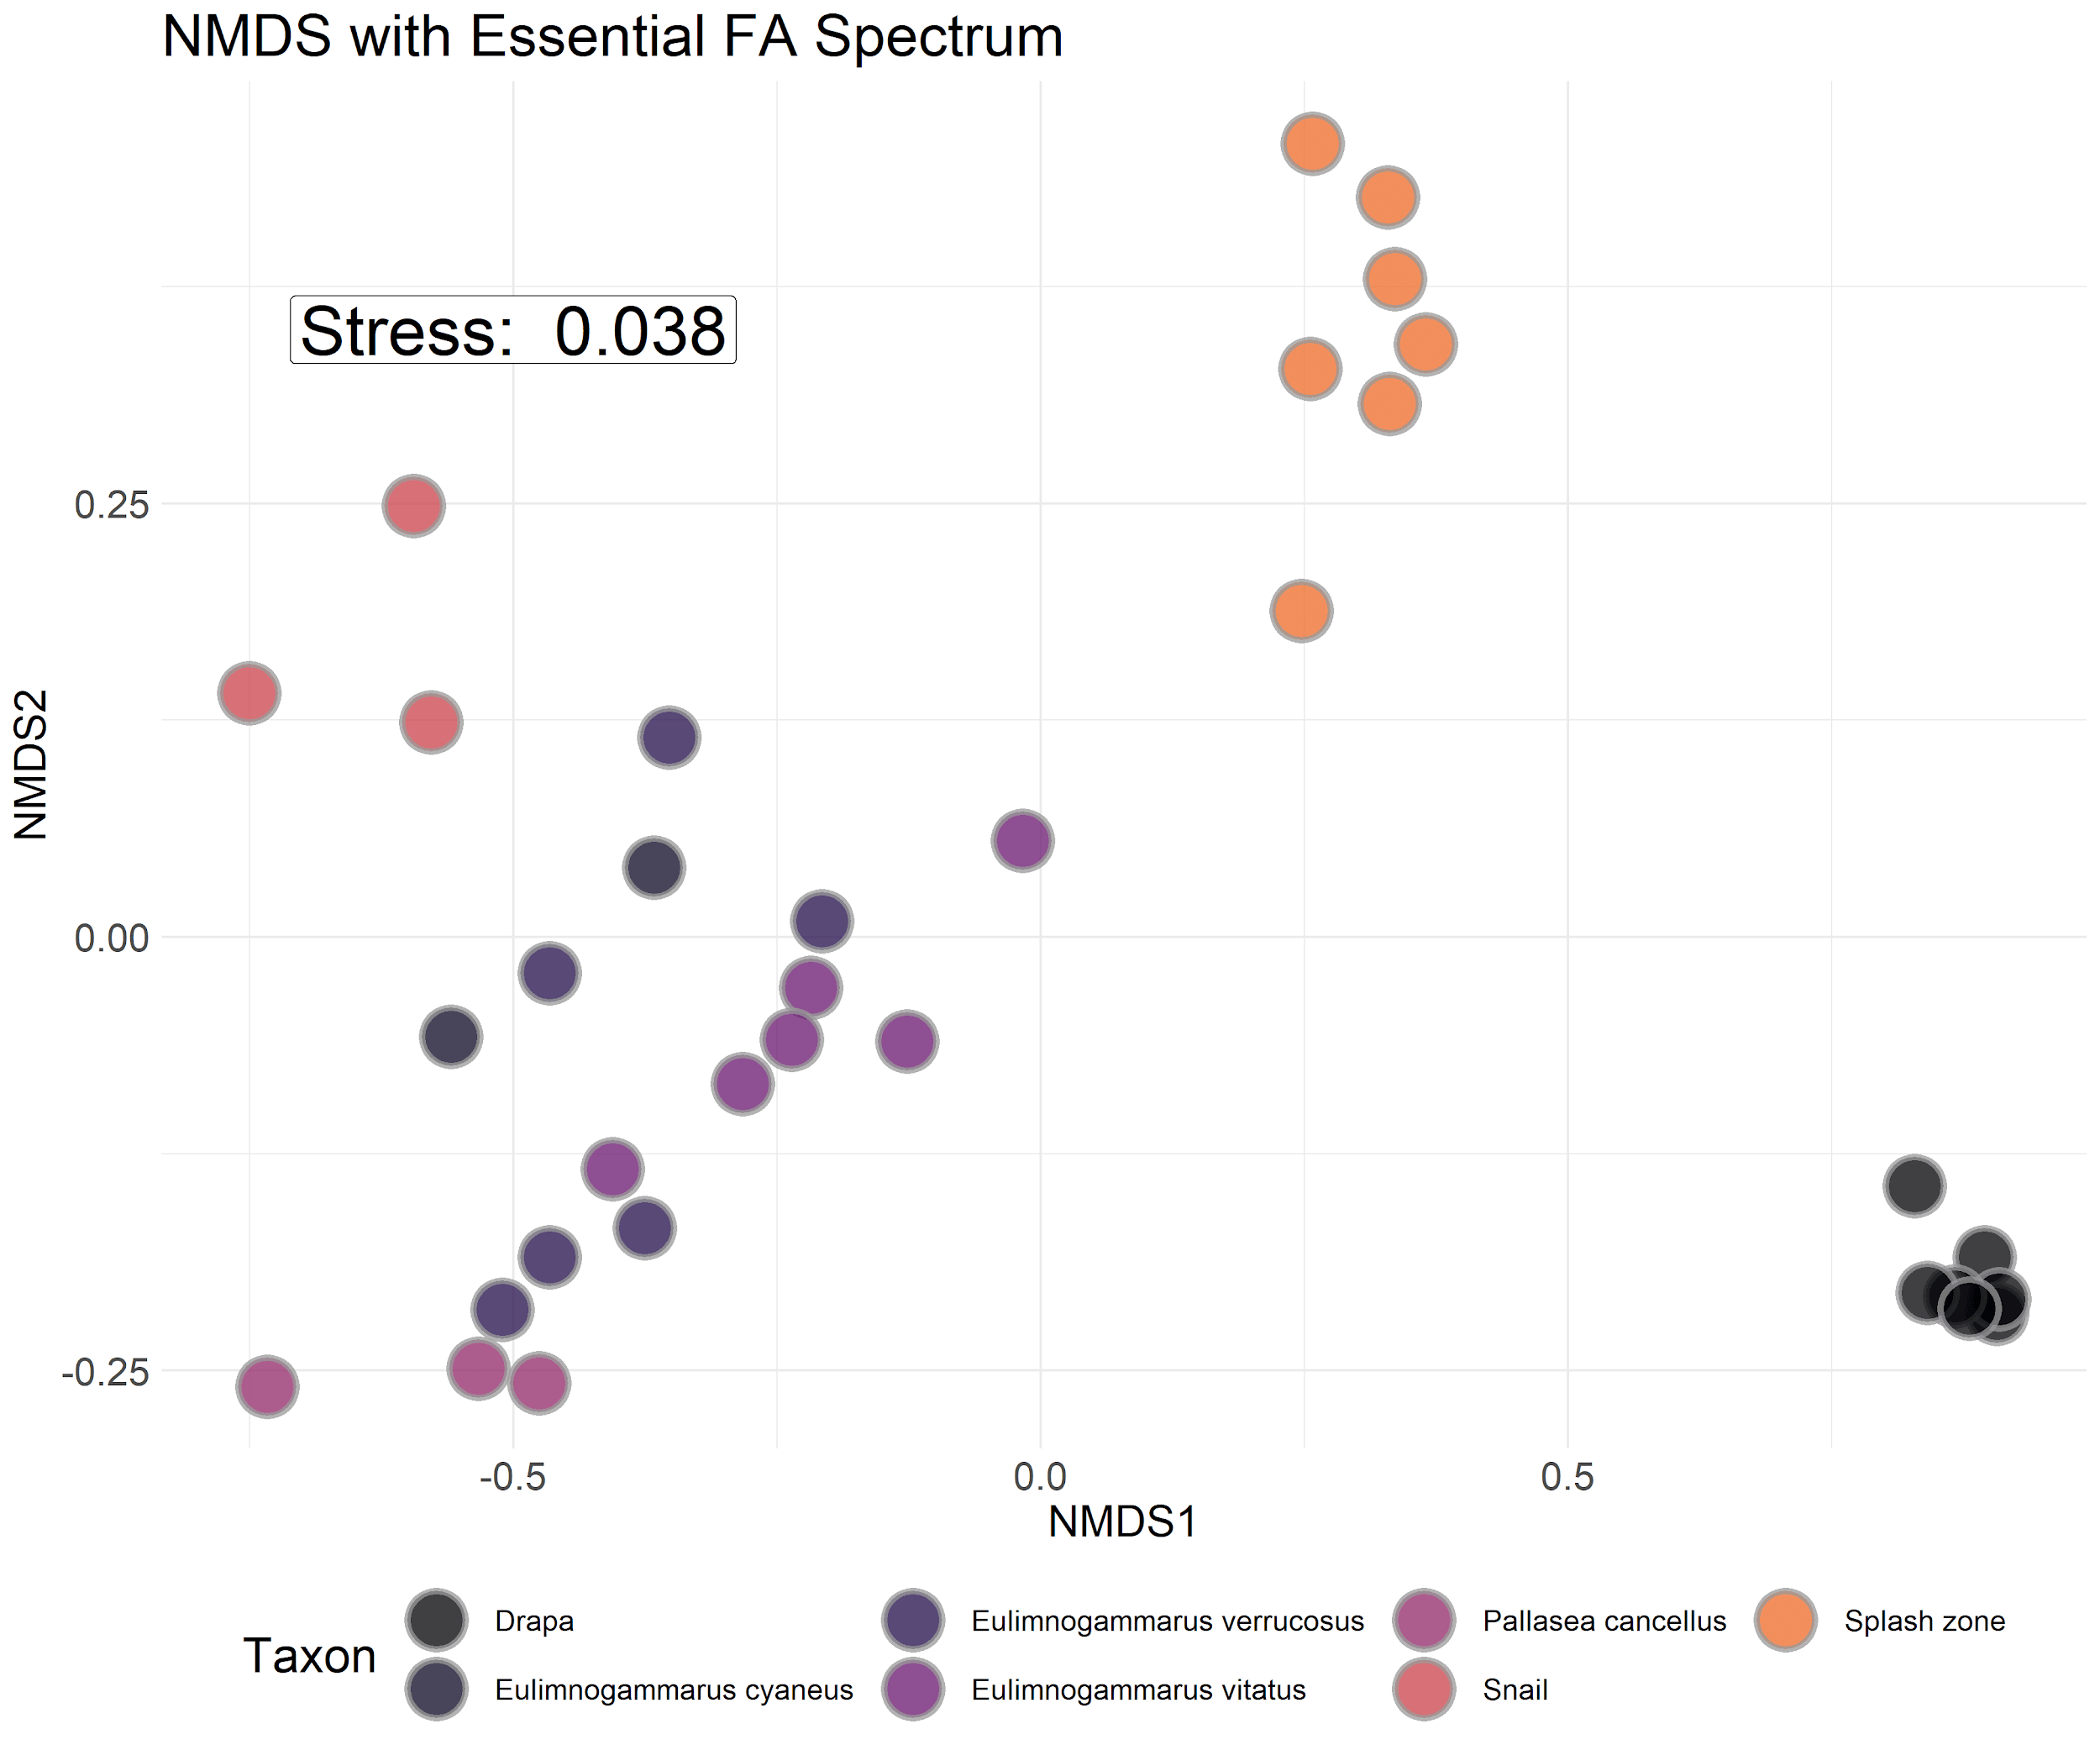 NMDS with Essential FA Spectrum
Stress: 0.038
0.25
0.00
-0.25
NMDS2
-0.5 0.0 0.5
NMDS1
Taxon
Drapa Eulimnogammarus verrucosus Pallasea cancellus Splash zone
Eulimnogammarus cyaneus Eulimnogammarus vitatus Snail